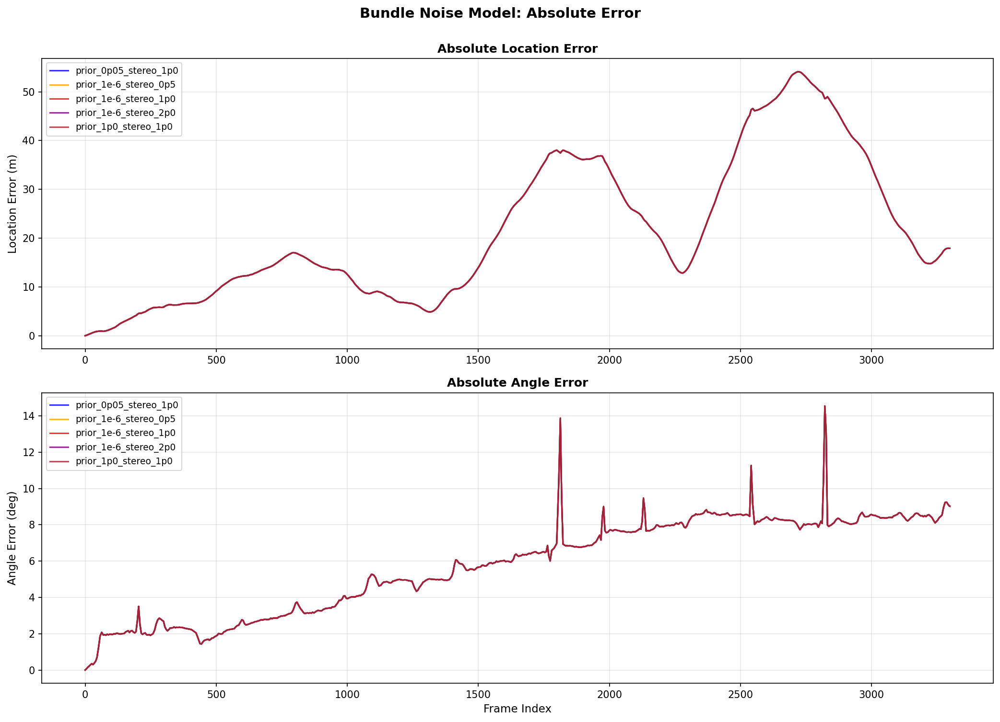 Bundle Noise Model: Absolute Error
Absolute Location Error
prior_0p05_stereo_1p0
prior_1e-6_stereo_0p5
prior_1e-6_stereo_1p0
prior_1e-6_stereo_2p0
prior_1p0_stereo_1p0
Location Error (m)
50
40
30
20
10
0
0 500 1000 1500 2000 2500 3000
Absolute Angle Error
prior_0p05_stereo_1p0
prior_1e-6_stereo_0p5
prior_1e-6_stereo_1p0
prior_1e-6_stereo_2p0
prior_1p0_stereo_1p0
Angle Error (deg)
14
12
10
8
6
4
2
0
0 500 1000 1500 2000 2500 3000
Frame Index